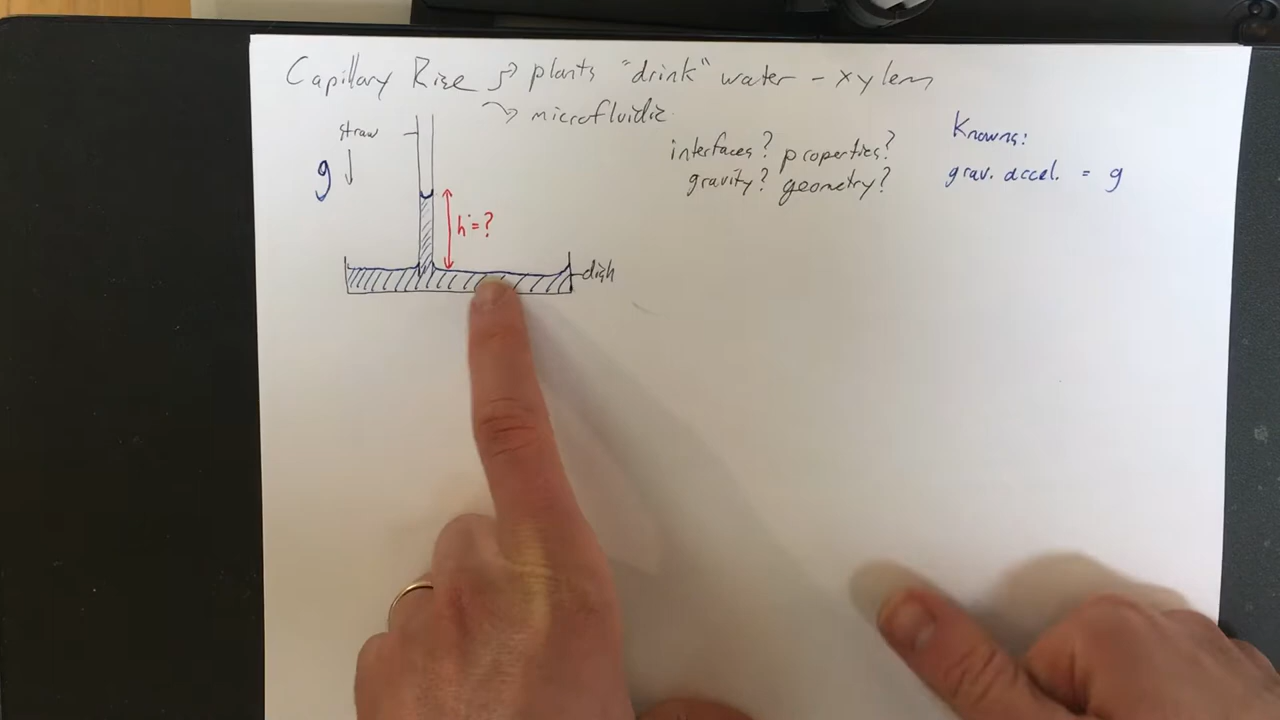 Capillary Rise → plants "drink" water - xylem
→ microfluidic
straw
g
h = ?
dish
interfaces? properties?
gravity? geometry?
Knowns:
grav. accel. = g